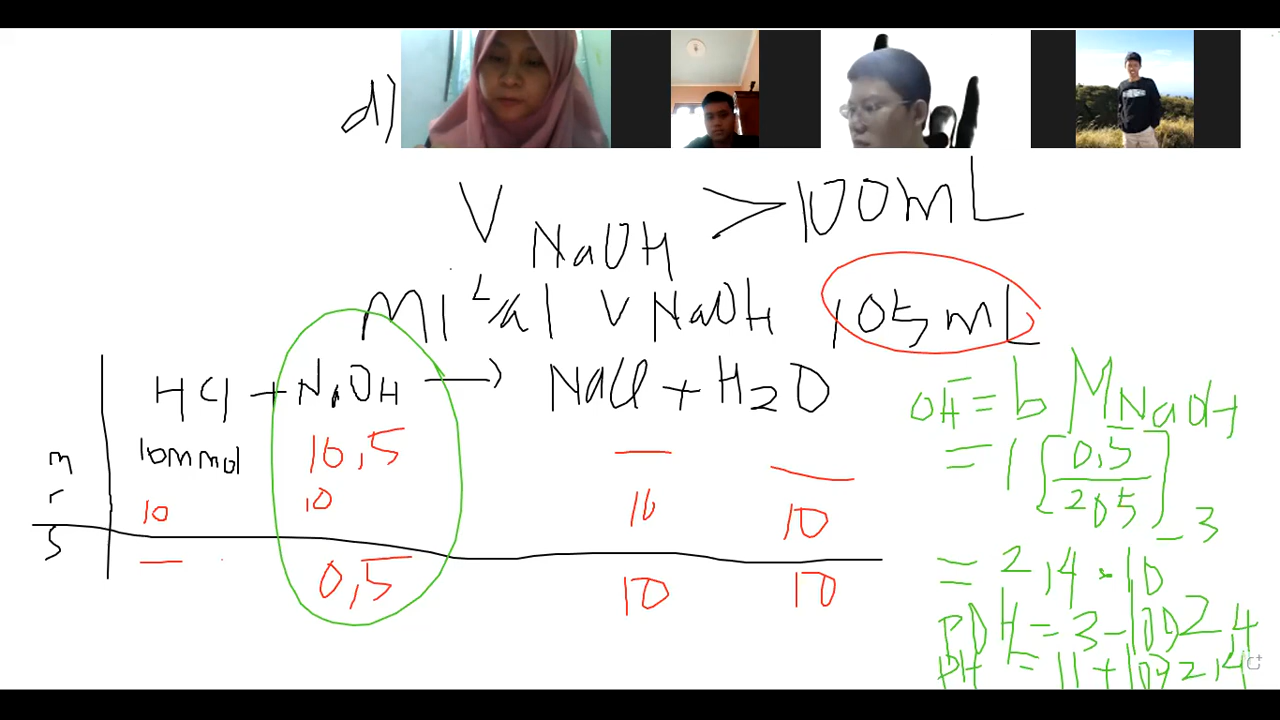 d)
V NaOH > 100 mL
Misal V NaOH 105 mL
HCl + NaOH → NaCl + H2O
m 10 mmol 10,5 — —
r 10 10 10 10
s — 0,5 10 10
OH⁻ = b M NaOH
= 1 [0,5/205]
= 2,4 · 10⁻³
pOH = 3 - log 2,4
pH = 11 + log 2,4